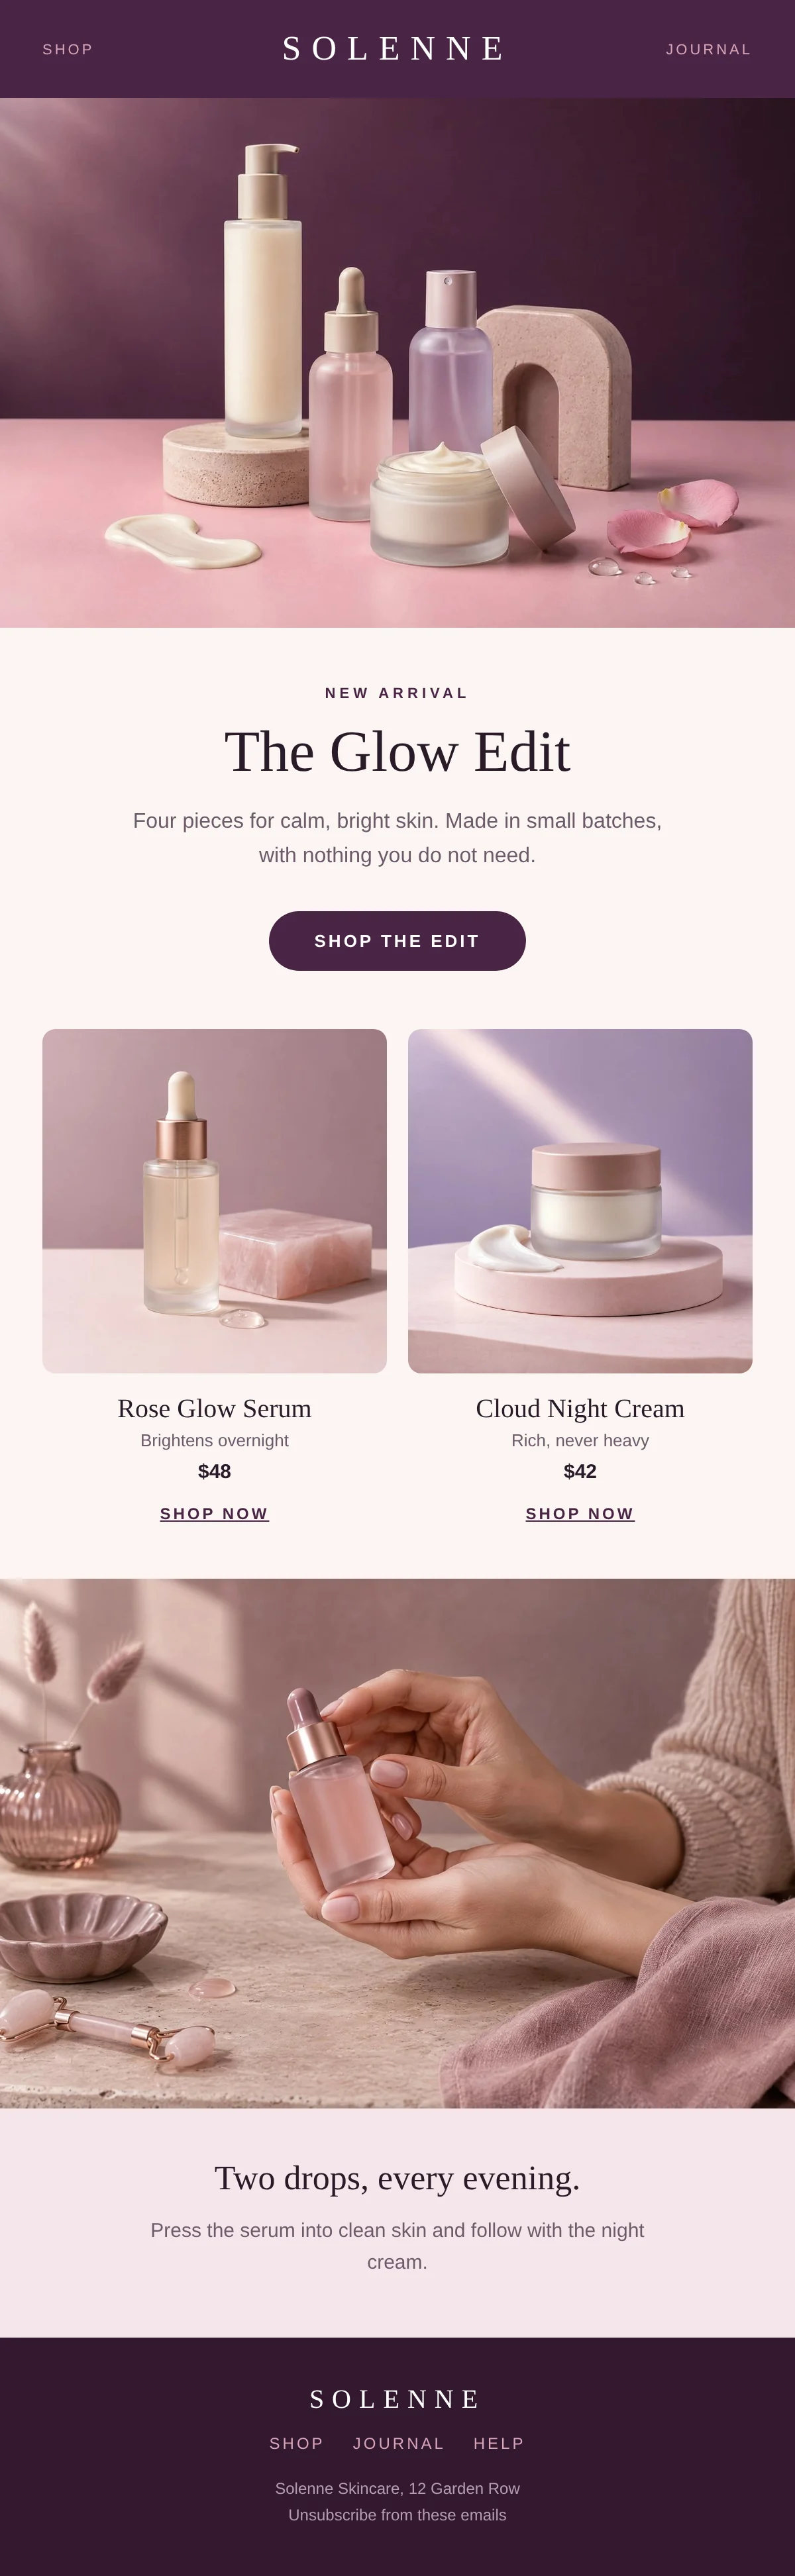 SHOP
SOLENNE
JOURNAL
NEW ARRIVAL
The Glow Edit
Four pieces for calm, bright skin. Made in small batches,
with nothing you do not need.
SHOP THE EDIT
Rose Glow Serum
Brightens overnight
$48
SHOP NOW
Cloud Night Cream
Rich, never heavy
$42
SHOP NOW
Two drops, every evening.
Press the serum into clean skin and follow with the night
cream.
SOLENNE
SHOP JOURNAL HELP
Solenne Skincare, 12 Garden Row
Unsubscribe from these emails